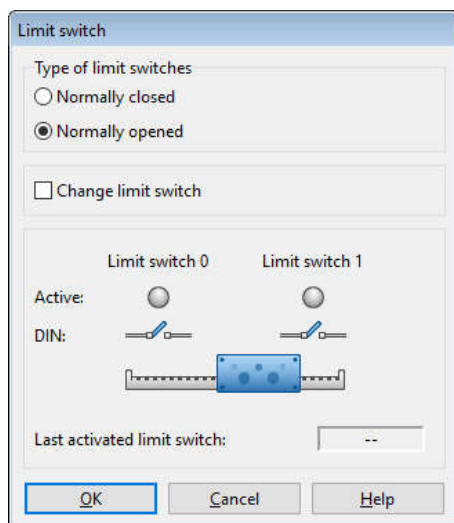 Limit switch
Type of limit switches
Normally closed
Normally opened
Change limit switch
Limit switch 0 Limit switch 1
Active:
DIN:
Last activated limit switch: --
OK Cancel Help